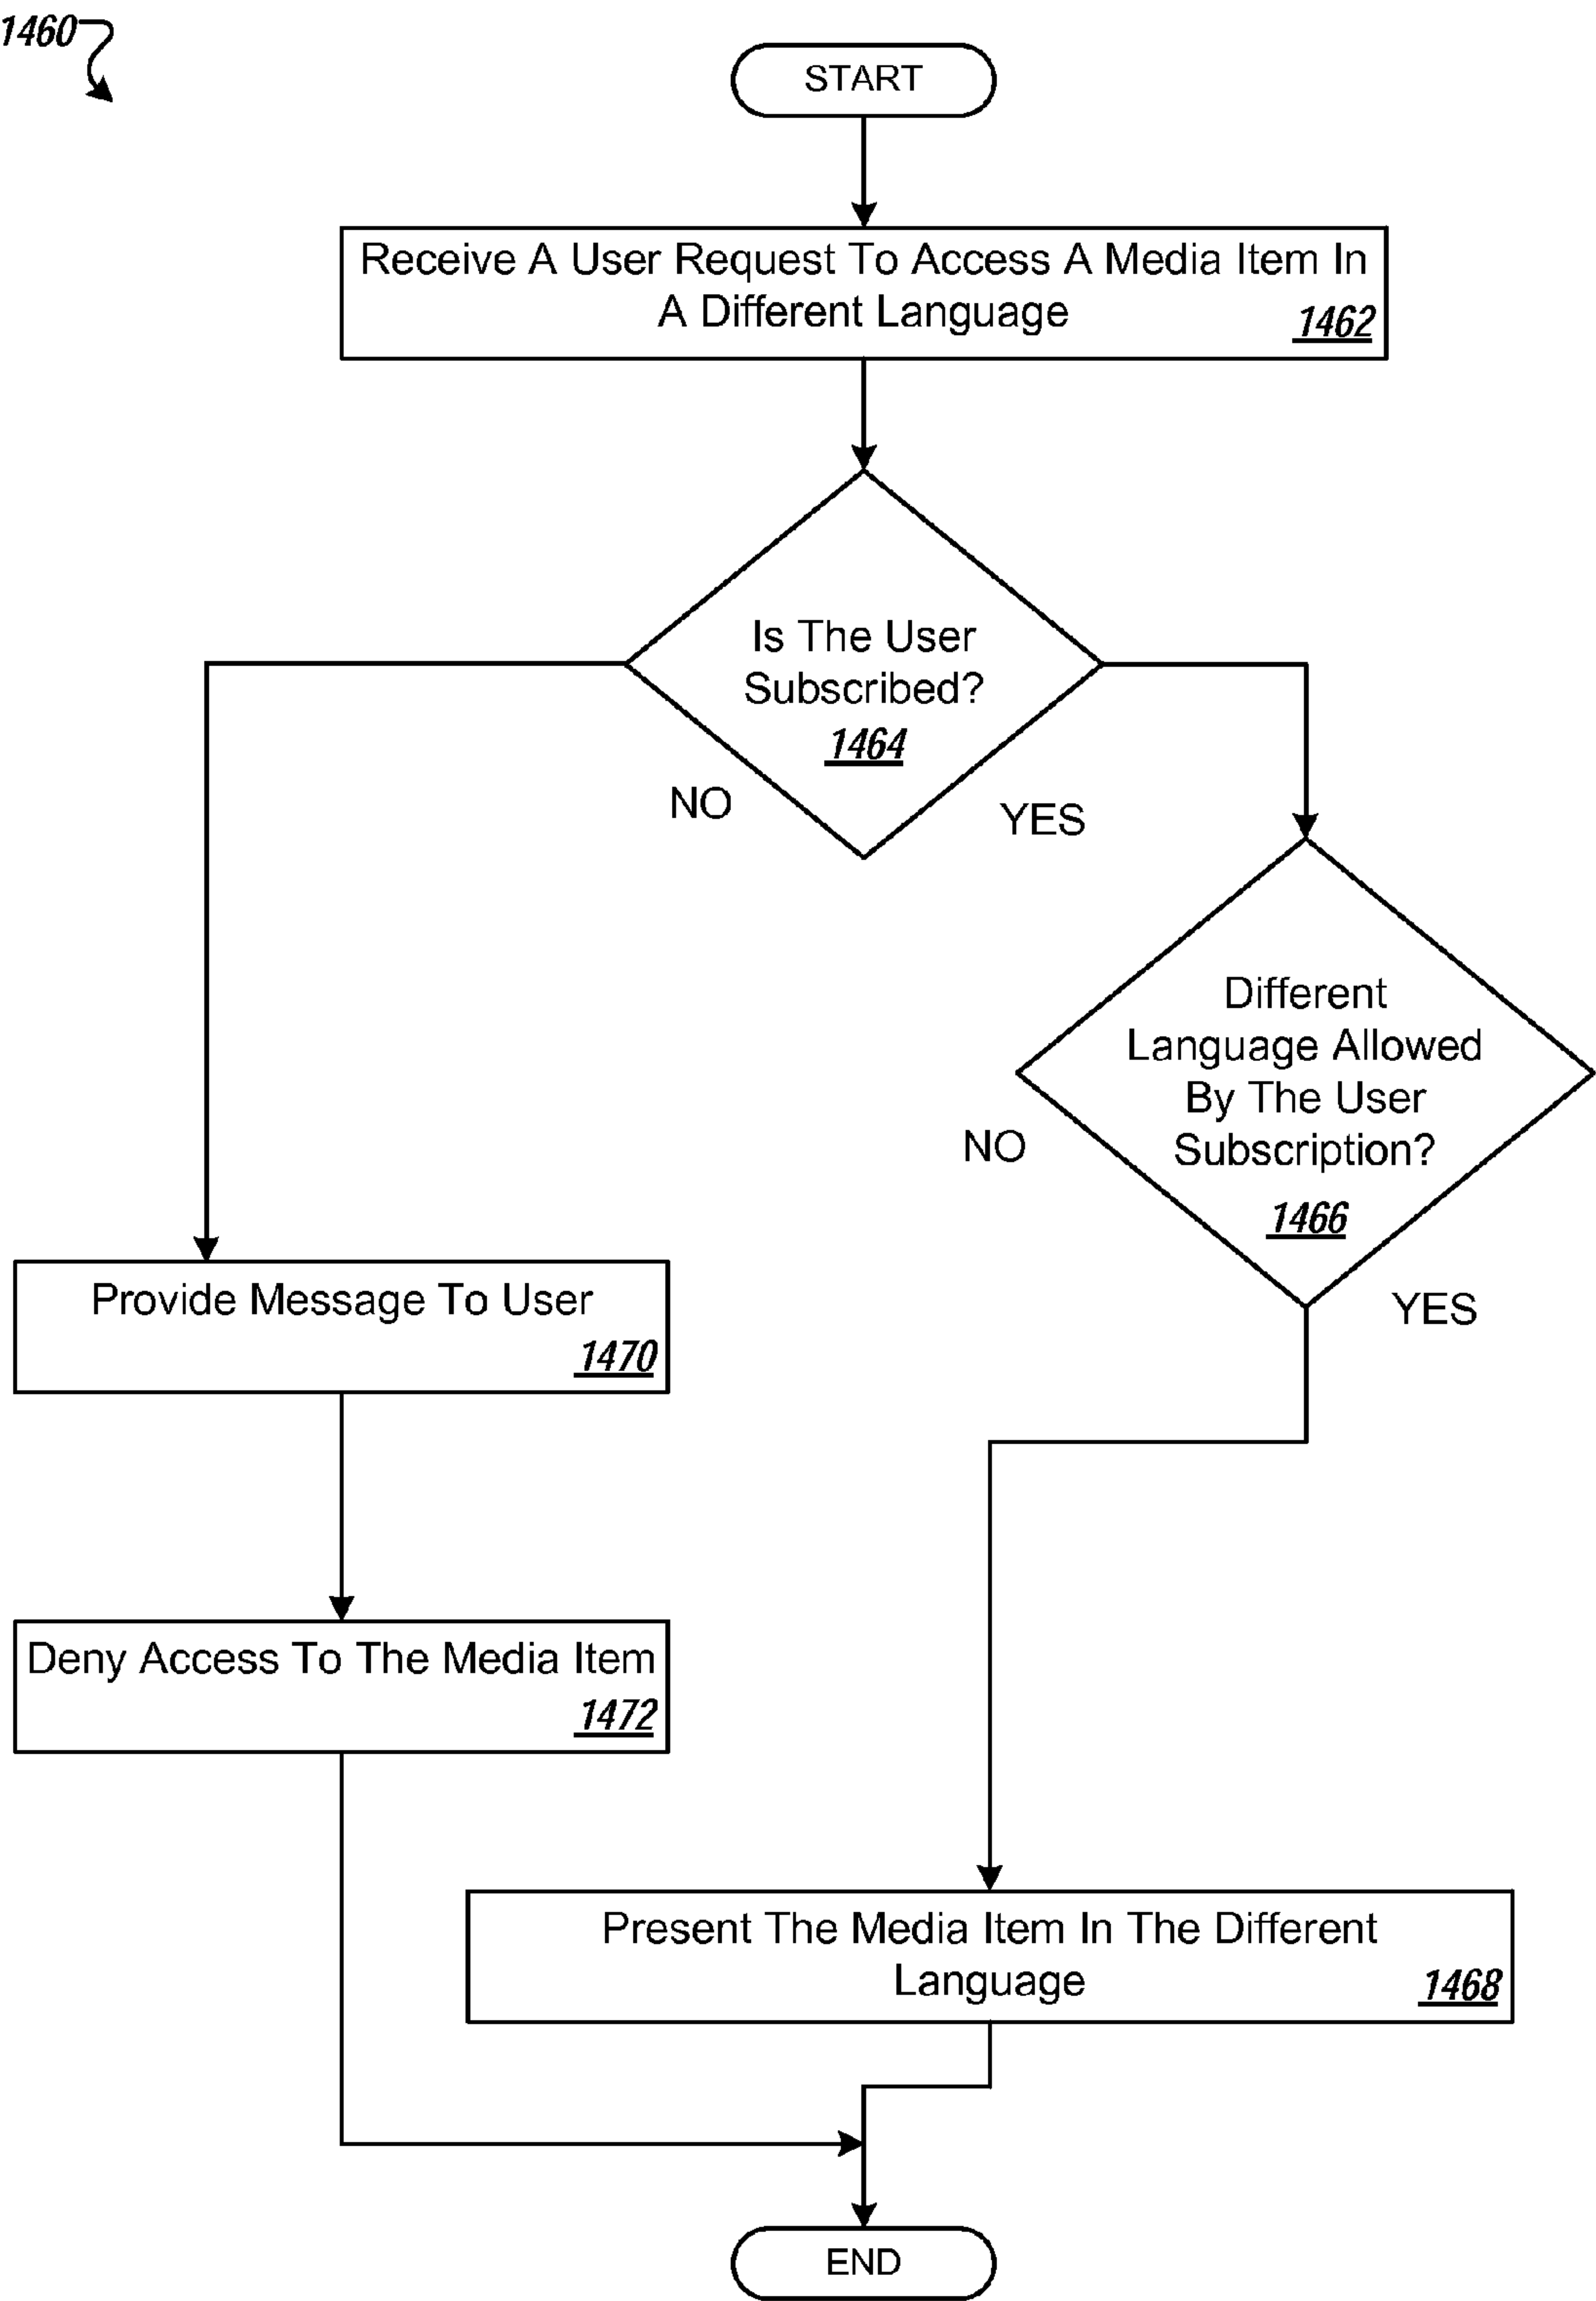 1460
START
Receive A User Request To Access A Media Item In
A Different Language
1462
Is The User
Subscribed?
1464
NO
YES
Different
Language Allowed
By The User
Subscription?
1466
NO
YES
Provide Message To User
1470
Deny Access To The Media Item
1472
Present The Media Item In The Different
Language
1468
END